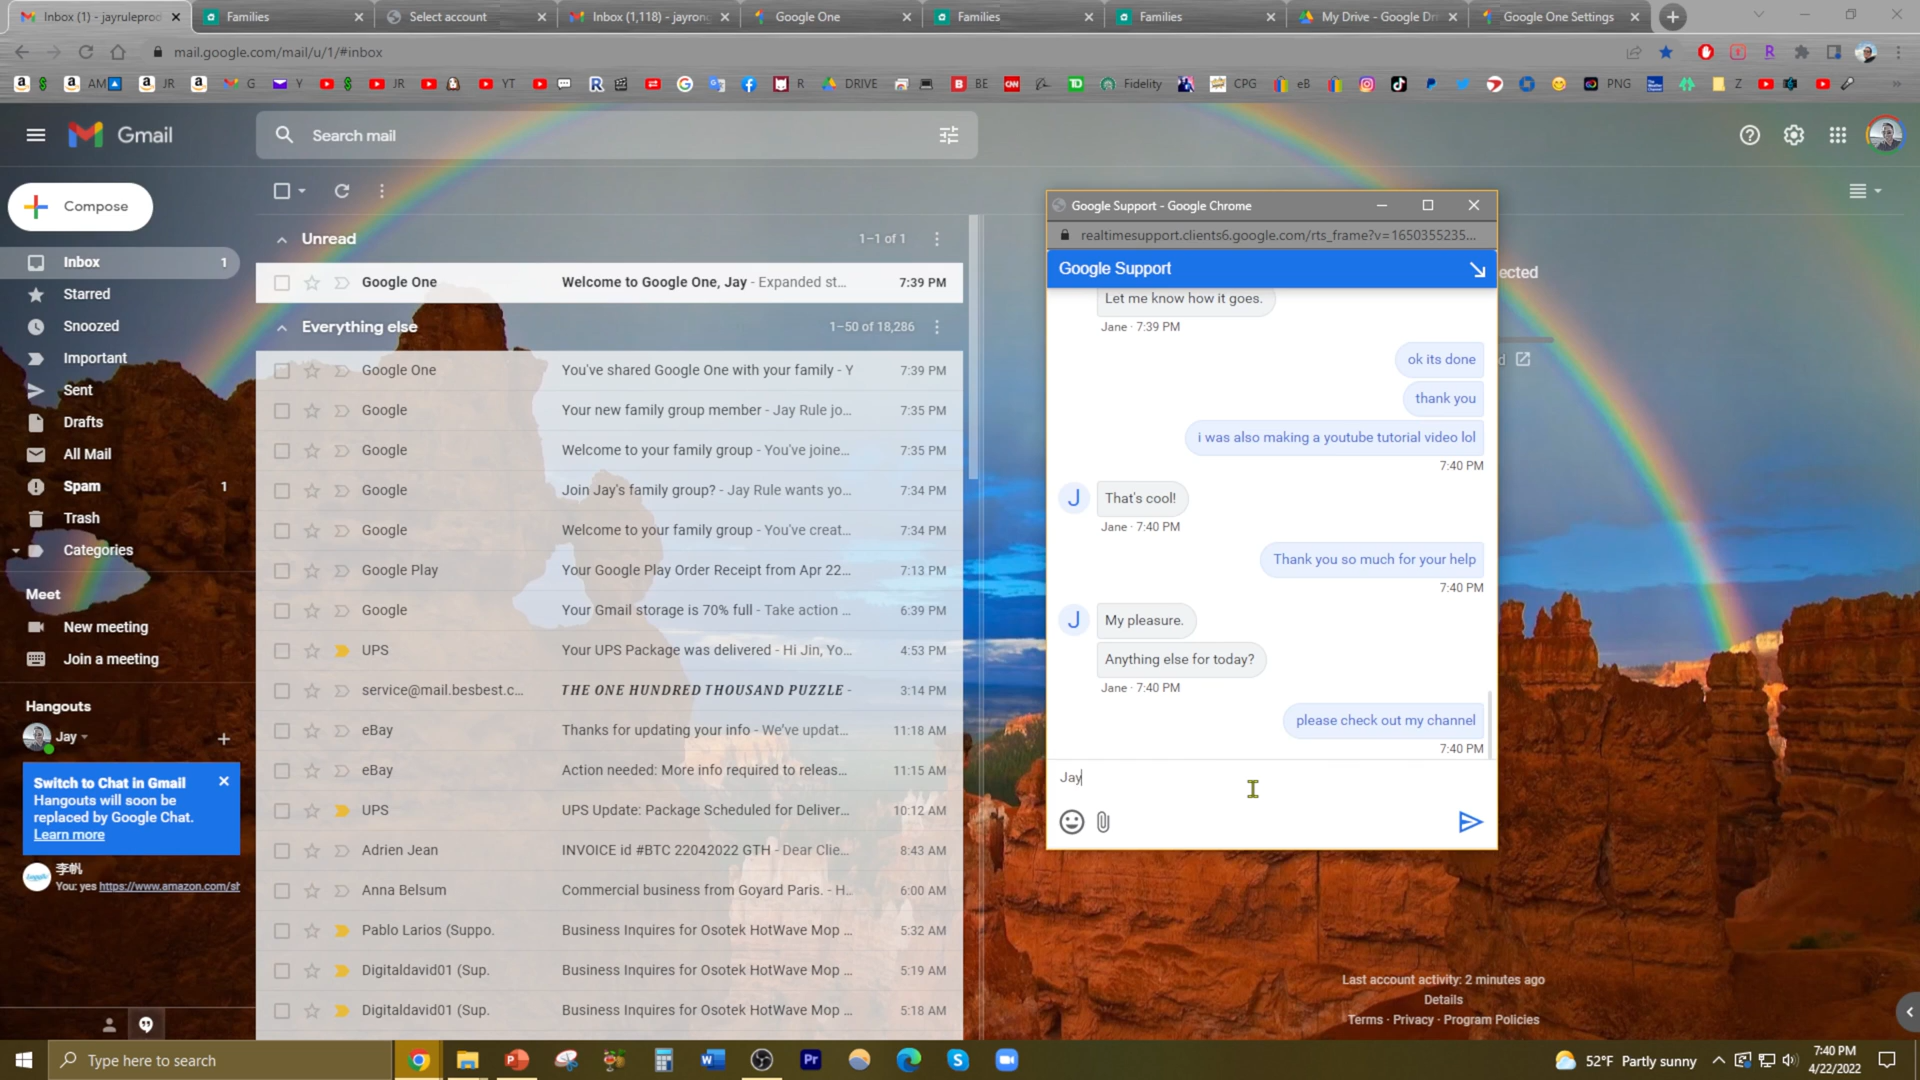 Inbox (1) - jayruleprod
Families
Select account
Inbox (1,118) - jayrong
Google One
Families
Families
My Drive - Google Dr
Google One Settings
mail.google.com/mail/u/1/#inbox
AM
JR
G
Y
JR
YT
R
DRIVE
BE
CNN
TD
Fidelity
CPG
eB
PNG
Z
Gmail
Search mail
Compose
Inbox 1
Starred
Snoozed
Important
Sent
Drafts
All Mail
Spam 1
Trash
Categories
Meet
New meeting
Join a meeting
Hangouts
Jay
Switch to Chat in Gmail
Hangouts will soon be
replaced by Google Chat.
Learn more
李帆
You: yes https://www.amazon.com/sh
Unread 1–1 of 1
Google One Welcome to Google One, Jay - Expanded st... 7:39 PM
Everything else 1–50 of 18,286
Google One You've shared Google One with your family - Y 7:39 PM
Google Your new family group member - Jay Rule jo... 7:35 PM
Google Welcome to your family group - You've joine... 7:35 PM
Google Join Jay's family group? - Jay Rule wants yo... 7:34 PM
Google Welcome to your family group - You've creat... 7:34 PM
Google Play Your Google Play Order Receipt from Apr 22... 7:13 PM
Google Your Gmail storage is 70% full - Take action ... 6:39 PM
UPS Your UPS Package was delivered - Hi Jin, Yo... 4:53 PM
service@mail.besbest.c... THE ONE HUNDRED THOUSAND PUZZLE - 3:14 PM
eBay Thanks for updating your info - We've updat... 11:18 AM
eBay Action needed: More info required to releas... 11:15 AM
UPS UPS Update: Package Scheduled for Deliver... 10:12 AM
Adrien Jean INVOICE id #BTC 22042022 GTH - Dear Clie... 8:43 AM
Anna Belsum Commercial business from Goyard Paris. - H.. 6:00 AM
Pablo Larios (Suppo. Business Inquires for Osotek HotWave Mop ... 5:32 AM
Digitaldavid01 (Sup. Business Inquires for Osotek HotWave Mop ... 5:19 AM
Digitaldavid01 (Sup. Business Inquires for Osotek HotWave Mop ... 5:18 AM
Google Support - Google Chrome
realtimesupport.clients6.google.com/rts_frame?v=1650355235...
Google Support
ected
d
Let me know how it goes.
Jane · 7:39 PM
ok its done
thank you
i was also making a youtube tutorial video lol
7:40 PM
J
That's cool!
Jane · 7:40 PM
Thank you so much for your help
7:40 PM
J
My pleasure.
Anything else for today?
Jane · 7:40 PM
please check out my channel
7:40 PM
Jay
Last account activity: 2 minutes ago
Details
Terms · Privacy · Program Policies
Type here to search
52°F Partly sunny
7:40 PM
4/22/2022